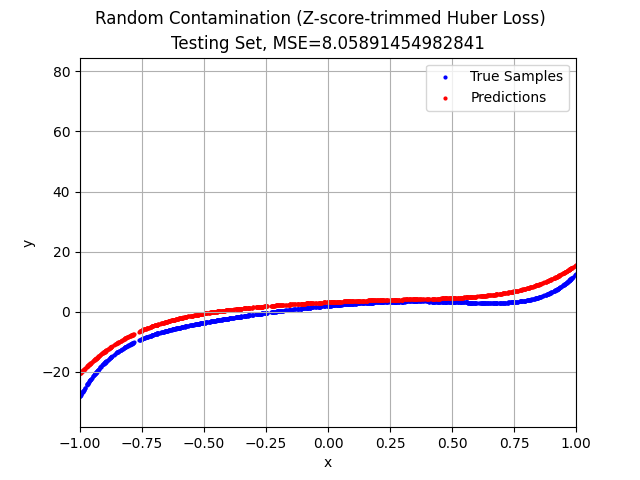 Random Contamination (Z-score-trimmed Huber Loss)
Testing Set, MSE=8.05891454982841
True Samples
Predictions
80
60
40
20
0
−20
y
−1.00 −0.75 −0.50 −0.25 0.00 0.25 0.50 0.75 1.00
x